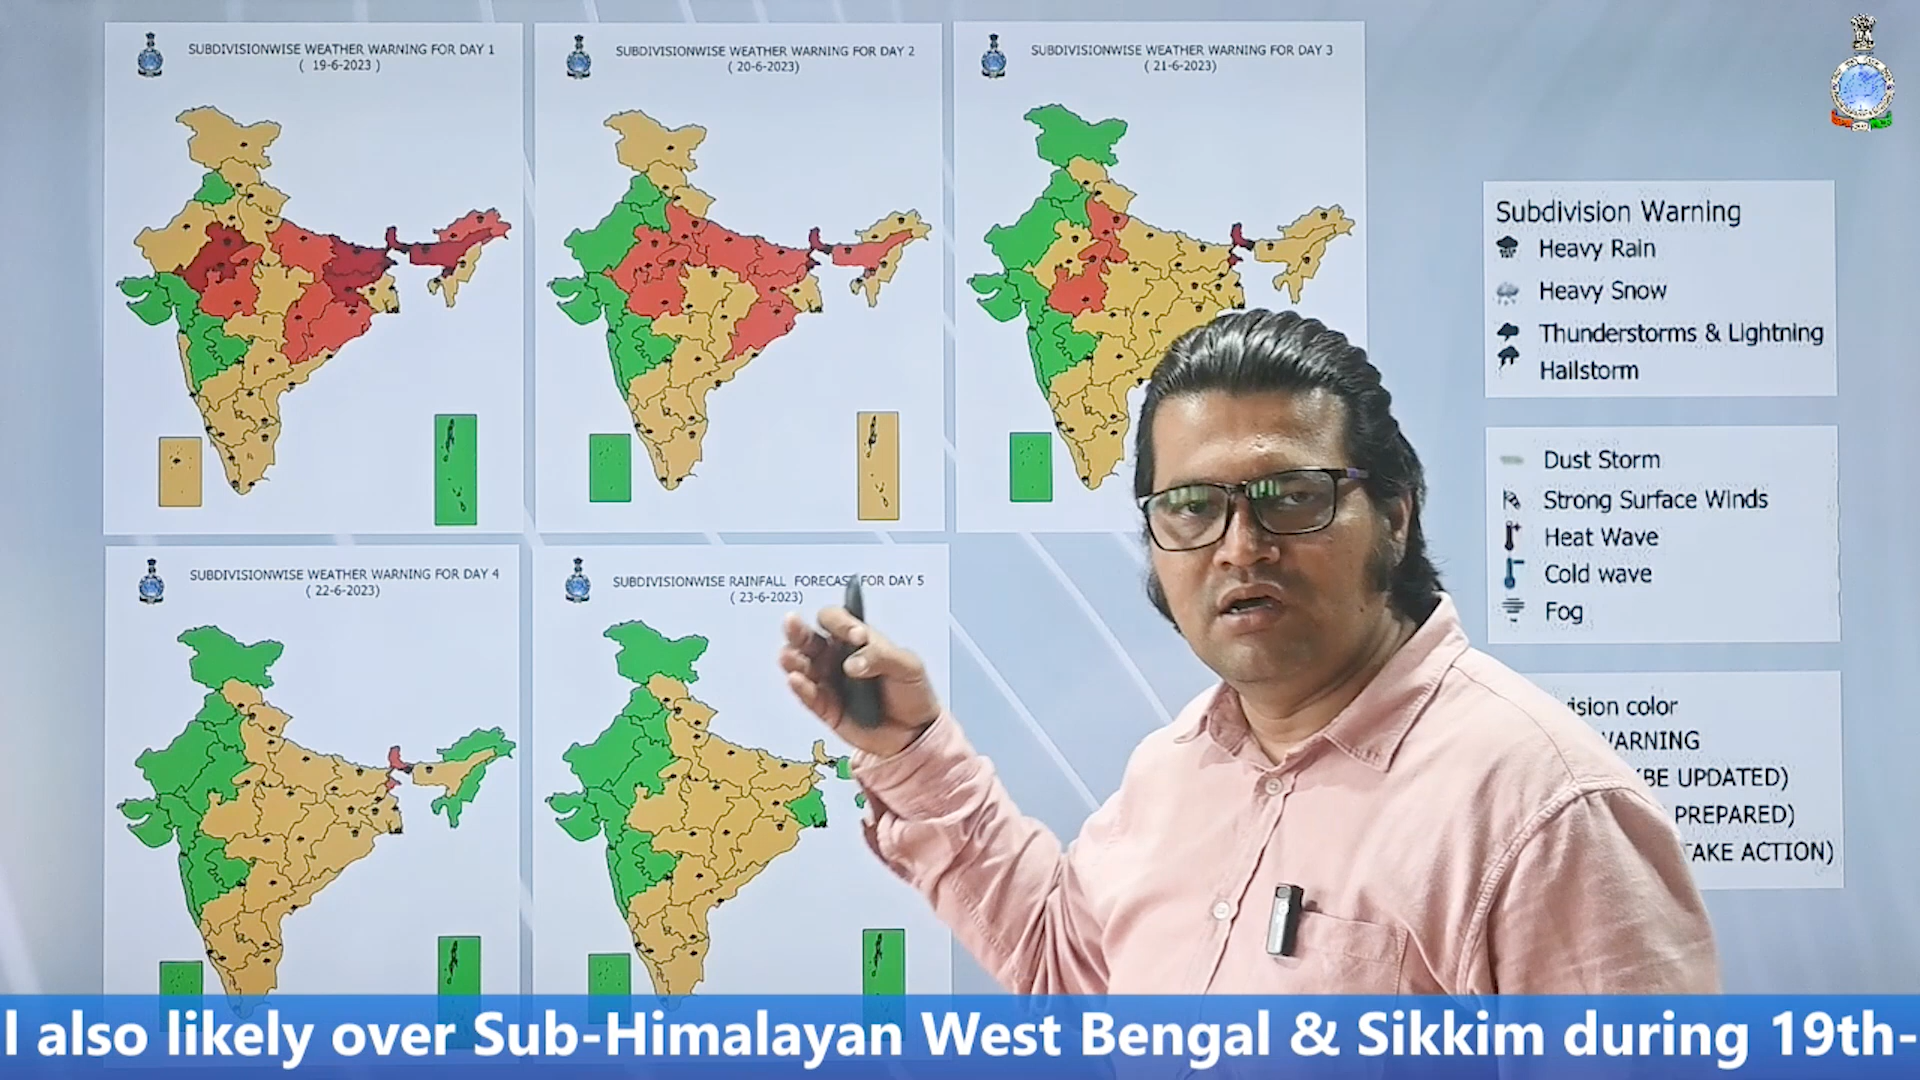 SUBDIVISIONWISE WEATHER WARNING FOR DAY 1
( 19-6-2023 )
SUBDIVISIONWISE WEATHER WARNING FOR DAY 2
( 20-6-2023)
SUBDIVISIONWISE WEATHER WARNING FOR DAY 3
( 21-6-2023)
Subdivision Warning
Heavy Rain
Heavy Snow
Thunderstorms & Lightning
Hailstorm
Dust Storm
Strong Surface Winds
Heat Wave
Cold wave
Fog
SUBDIVISIONWISE WEATHER WARNING FOR DAY 4
( 22-6-2023)
SUBDIVISIONWISE RAINFALL FORECAST FOR DAY 5
( 23-6-2023)
ision color
WARNING
(BE UPDATED)
PREPARED)
TAKE ACTION)
l also likely over Sub-Himalayan West Bengal & Sikkim during 19th-